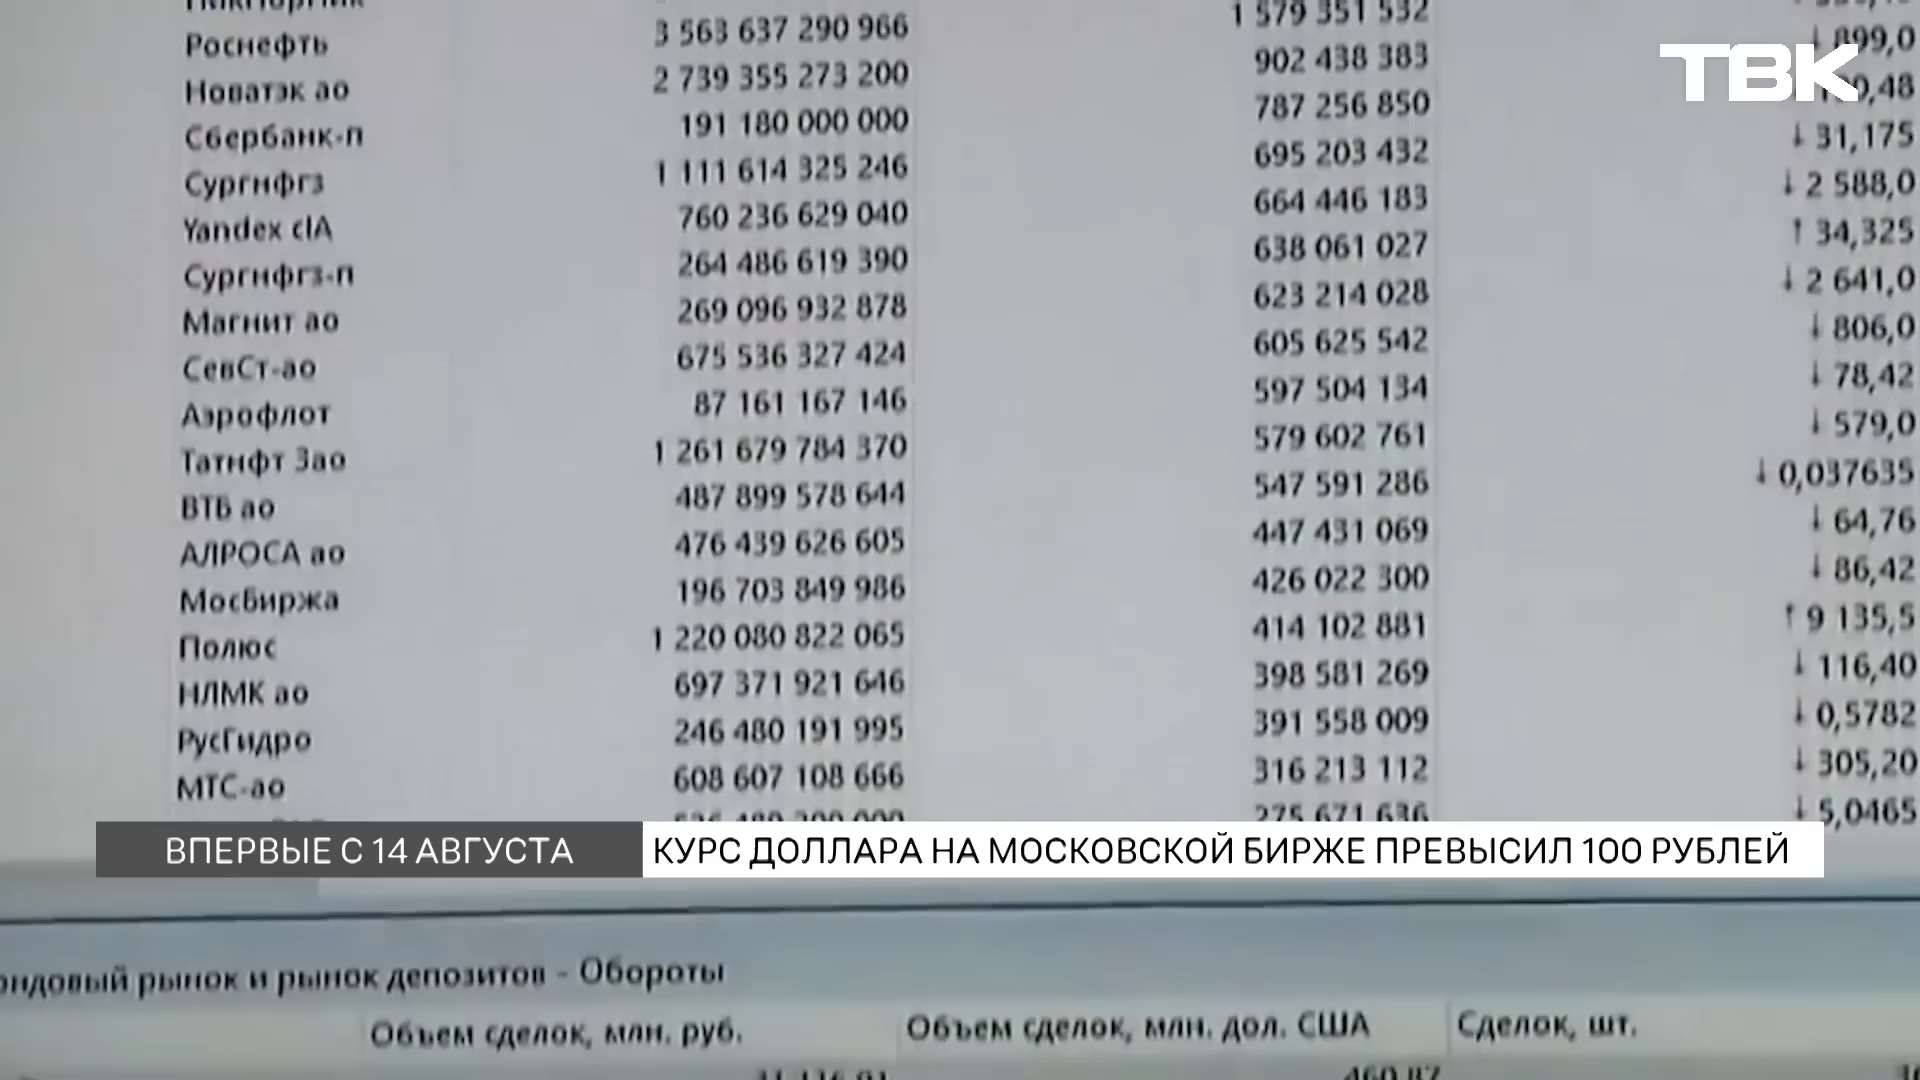 Роснефть 3 563 637 290 966 1 579 351 532
Новатэк ао 2 739 355 273 200 902 438 383 ↓ 899,0
Сбербанк-п 191 180 000 000 787 256 850
Сургнфгз 1 111 614 325 246 695 203 432 ↓ 31,175
Yandex clA 760 236 629 040 664 446 183 ↓ 2 588,0
Сургнфгз-п 264 486 619 390 638 061 027 ↑ 34,325
Магнит ао 269 096 932 878 623 214 028 ↓ 2 641,0
СевСт-ао 675 536 327 424 605 625 542 ↓ 806,0
Аэрофлот 87 161 167 146 597 504 134 ↓ 78,42
Татнфт 3ао 1 261 679 784 370 579 602 761 ↓ 579,0
ВТБ ао 487 899 578 644 547 591 286 ↓ 0,037635
АЛРОСА ао 476 439 626 605 447 431 069 ↓ 64,76
Мосбиржа 196 703 849 986 426 022 300 ↓ 86,42
Полюс 1 220 080 822 065 414 102 881 ↑ 9 135,5
НЛМК ао 697 371 921 646 398 581 269 ↓ 116,40
РусГидро 246 480 191 995 391 558 009 ↓ 0,5782
МТС-ао 608 607 108 666 316 213 112 ↓ 305,20
275 671 636 ↓ 5,0465
ТВК
ВПЕРВЫЕ С 14 АВГУСТА КУРС ДОЛЛАРА НА МОСКОВСКОЙ БИРЖЕ ПРЕВЫСИЛ 100 РУБЛЕЙ
ондовый рынок и рынок депозитов - Обороты
Объем сделок, млн. руб. Объем сделок, млн. дол. США Сделок, шт.